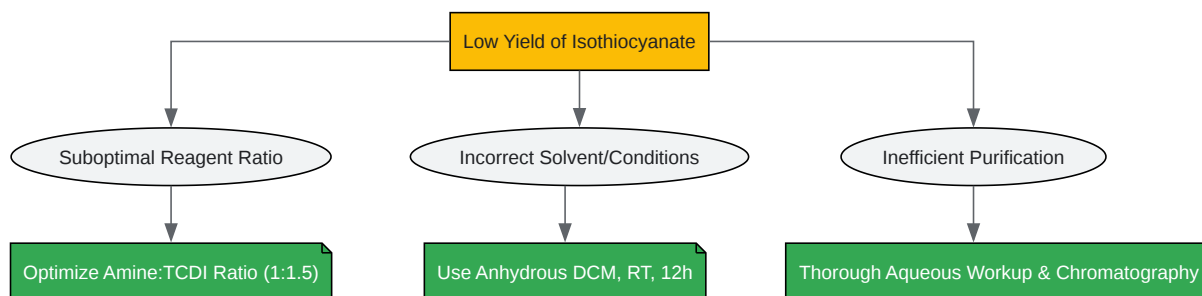 Low Yield of Isothiocyanate
Suboptimal Reagent Ratio
Incorrect Solvent/Conditions
Inefficient Purification
Optimize Amine:TCDI Ratio (1:1.5)
Use Anhydrous DCM, RT, 12h
Thorough Aqueous Workup & Chromatography